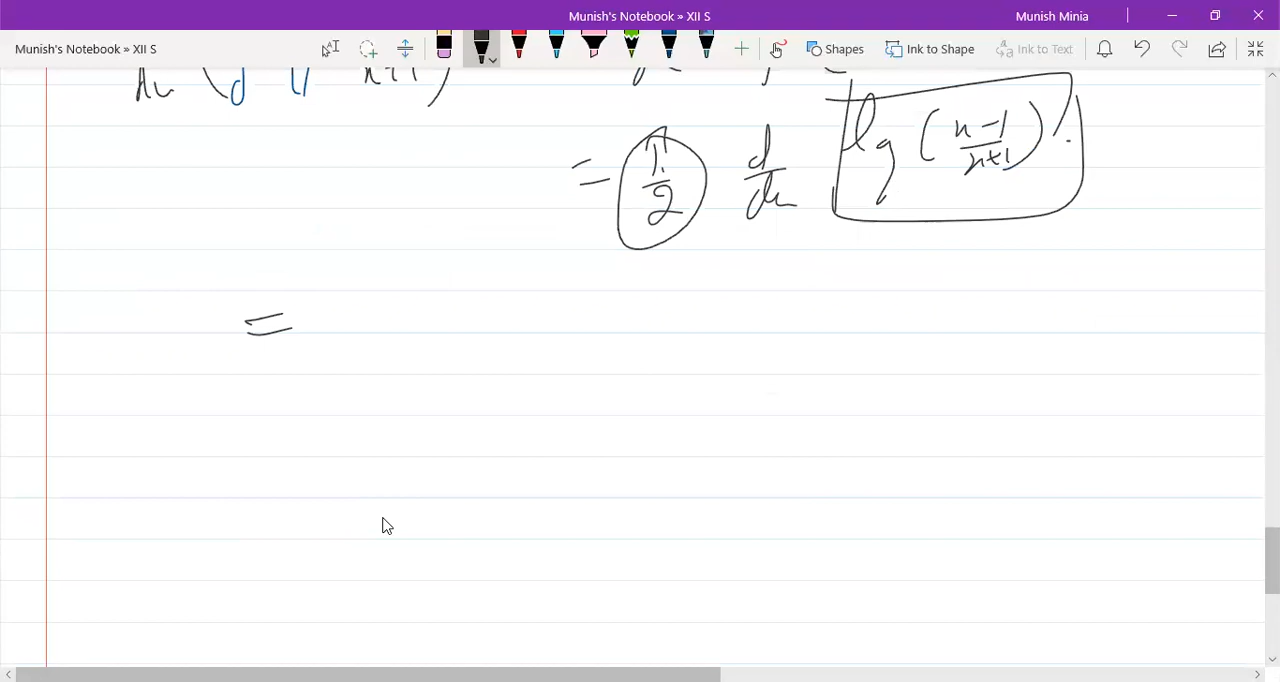 Munish's Notebook » XII S
Munish Minia
Munish's Notebook » XII S
Shapes
Ink to Shape
Ink to Text
x+1
= π/2 d/dx log (x-1/x+1)
=